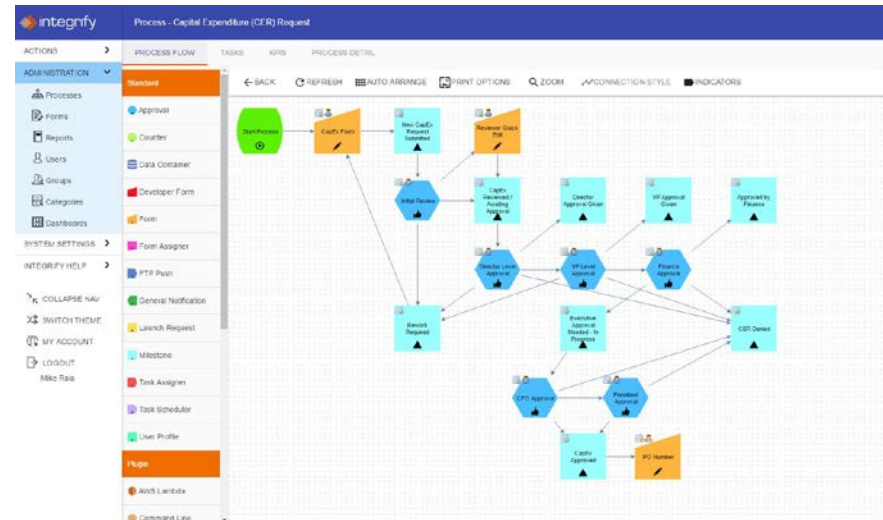 integrify
Process - Capital Expenditure (CER) Request
ACTIONS
ADMINISTRATION
Processes
Forms
Reports
Users
Groups
Categories
Dashboards
SYSTEM SETTINGS
INTEGRIFY HELP
COLLAPSE NAV
SWITCH THEME
MY ACCOUNT
LOGOUT
Mike Raia
PROCESS FLOW
TASKS
KPIS
PROCESS DETAIL
Standard
Approval
Counter
Data Container
Developer Form
Form
Form Assigner
FTP Push
General Notification
Launch Request
Milestone
Task Assigner
Task Scheduler
User Profile
Plugin
AWS Lambda
Command Line
BACK
REFRESH
AUTO ARRANGE
PRINT OPTIONS
ZOOM
CONNECTION STYLE
INDICATORS
Start Process
CapEx Form
New CapEx
Request
Submitted
Reviewer Quick
Edit
Initial Review
CapEx
Reviewed /
Awaiting
Approval
Director
Approval Given
VP Approval
Given
Approved by
Finance
Director Level
Approval
VP Level
Approval
Finance
Approval
Rework
Required
Executive
Approval
Needed - In
Progress
CER Denied
CFO Approval
President
Approval
CapEx
Approved
PO Number